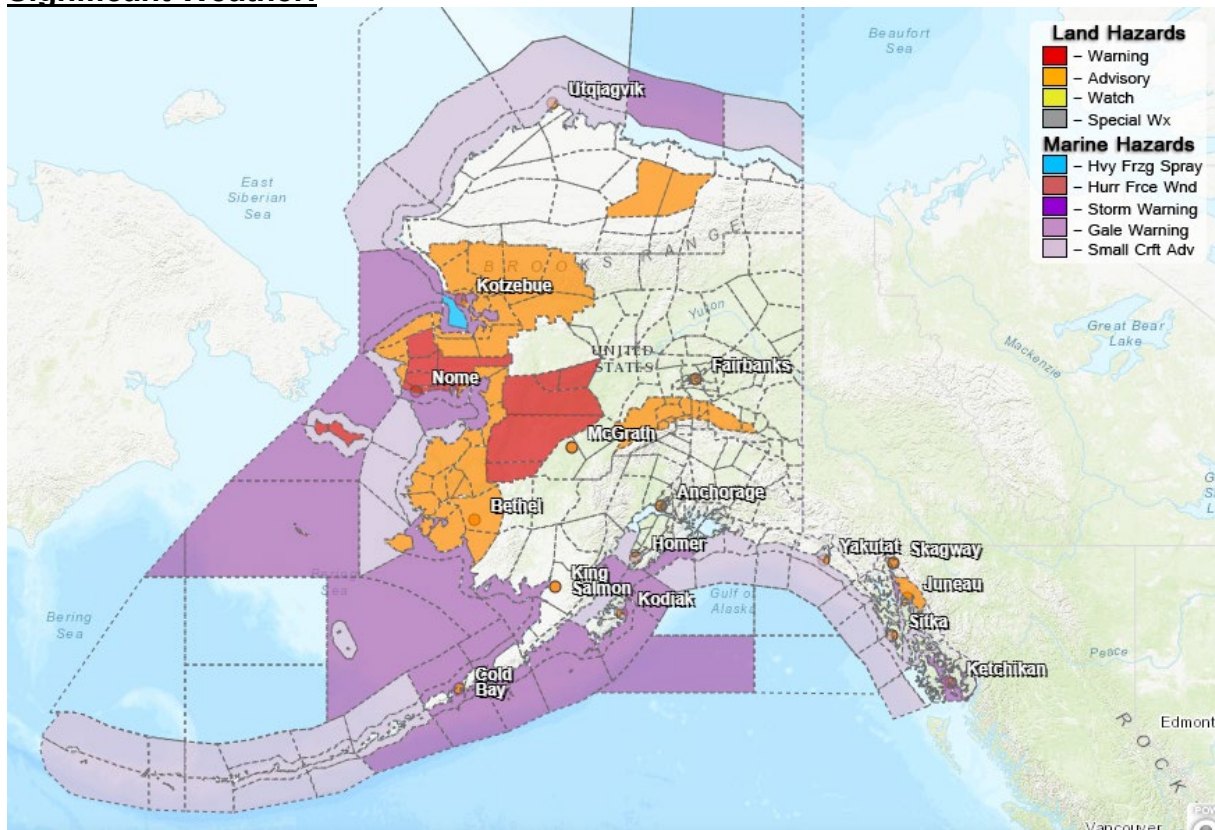 Significant Weather:
Land Hazards
– Warning
– Advisory
– Watch
– Special Wx
Marine Hazards
– Hvy Frzg Spray
– Hurr Frce Wnd
– Storm Warning
– Gale Warning
– Small Crft Adv
Beaufort
Sea
Utqiagvik
East
Siberian
Sea
BROOKS RANGE
Kotzebue
Yukon
Great Bear
Lake
Mackenzie
UNITED
STATES
Fairbanks
Nome
McGrath
Anchorage
Bethel
Homer
Yakutat
Skagway
King
Salmon
Juneau
Bering
Sea
Kodiak
Gulf of
Alaska
Bering
Sea
Sitka
Peace
Ketchikan
Cold
Bay
Edmont
ROCK
Vancouver